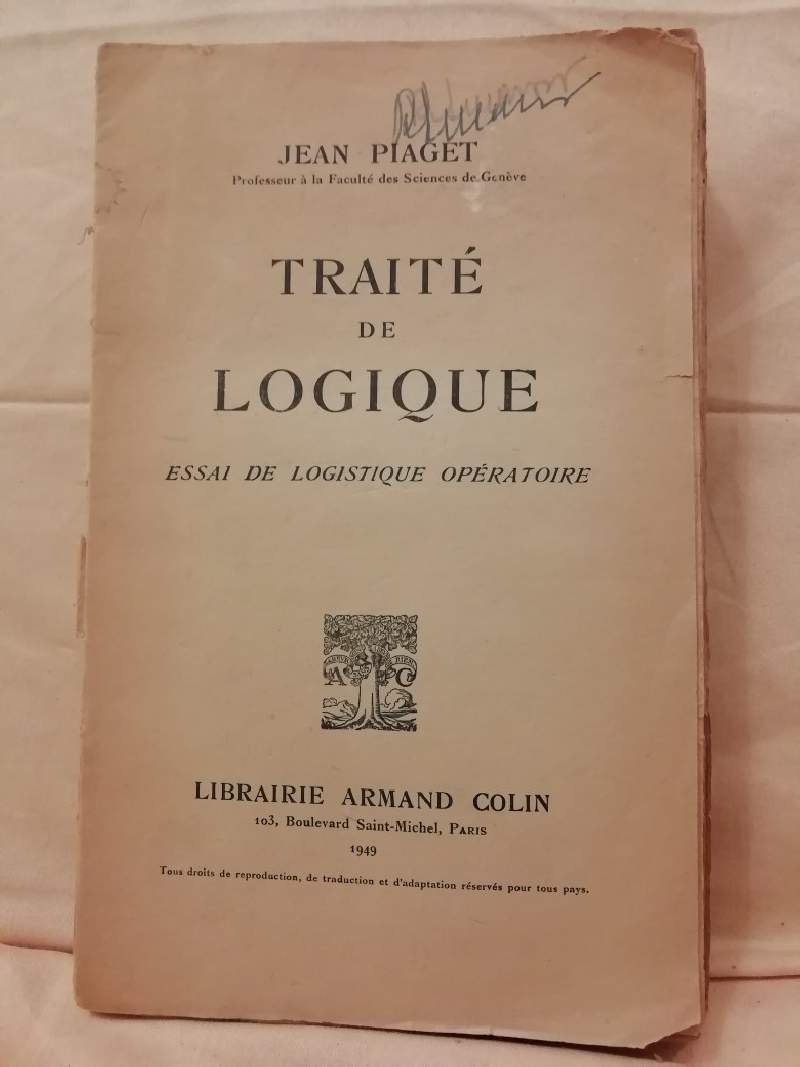 JEAN PIAGET
Professeur à la Faculté des Sciences de Genève
TRAITÉ
DE
LOGIQUE
ESSAI DE LOGISTIQUE OPÉRATOIRE
A C
LIBRAIRIE ARMAND COLIN
103, Boulevard Saint-Michel, PARIS
1949
Tous droits de reproduction, de traduction et d'adaptation réservés pour tous pays.